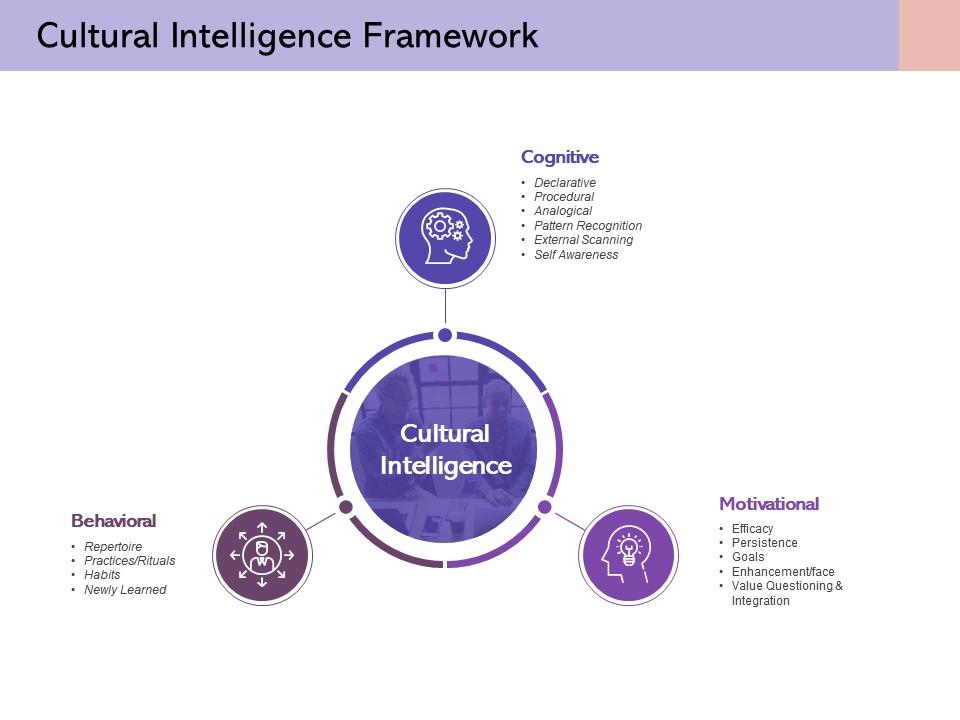 Cultural Intelligence Framework
Cognitive
• Declarative
• Procedural
• Analogical
• Pattern Recognition
• External Scanning
• Self Awareness
Cultural
Intelligence
Behavioral
• Repertoire
• Practices/Rituals
• Habits
• Newly Learned
Motivational
• Efficacy
• Persistence
• Goals
• Enhancement/face
• Value Questioning &
Integration